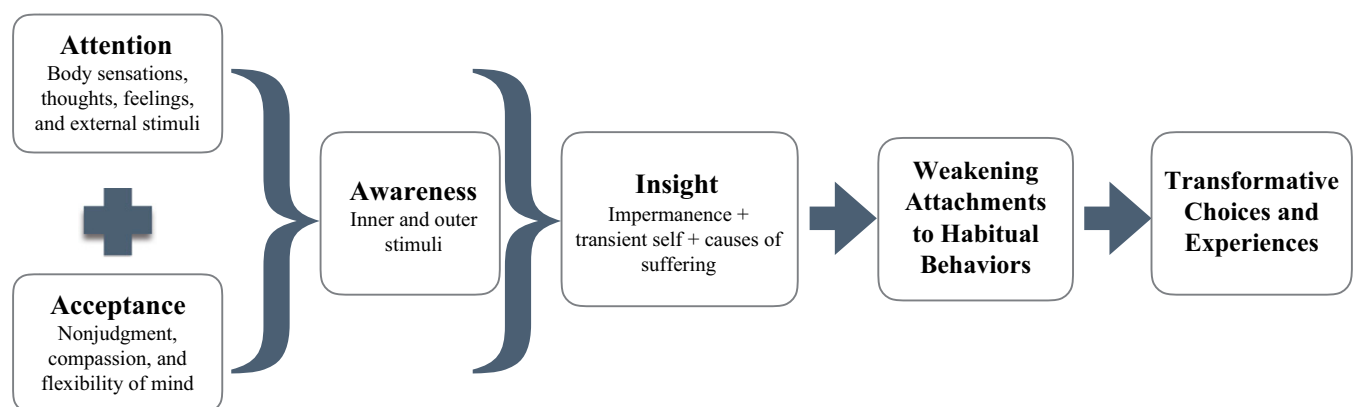 Attention
Body sensations,
thoughts, feelings,
and external stimuli
Acceptance
Nonjudgment,
compassion, and
flexibility of mind
Awareness
Inner and outer
stimuli
Insight
Impermanence +
transient self + causes of
suffering
Weakening
Attachments
to Habitual
Behaviors
Transformative
Choices and
Experiences